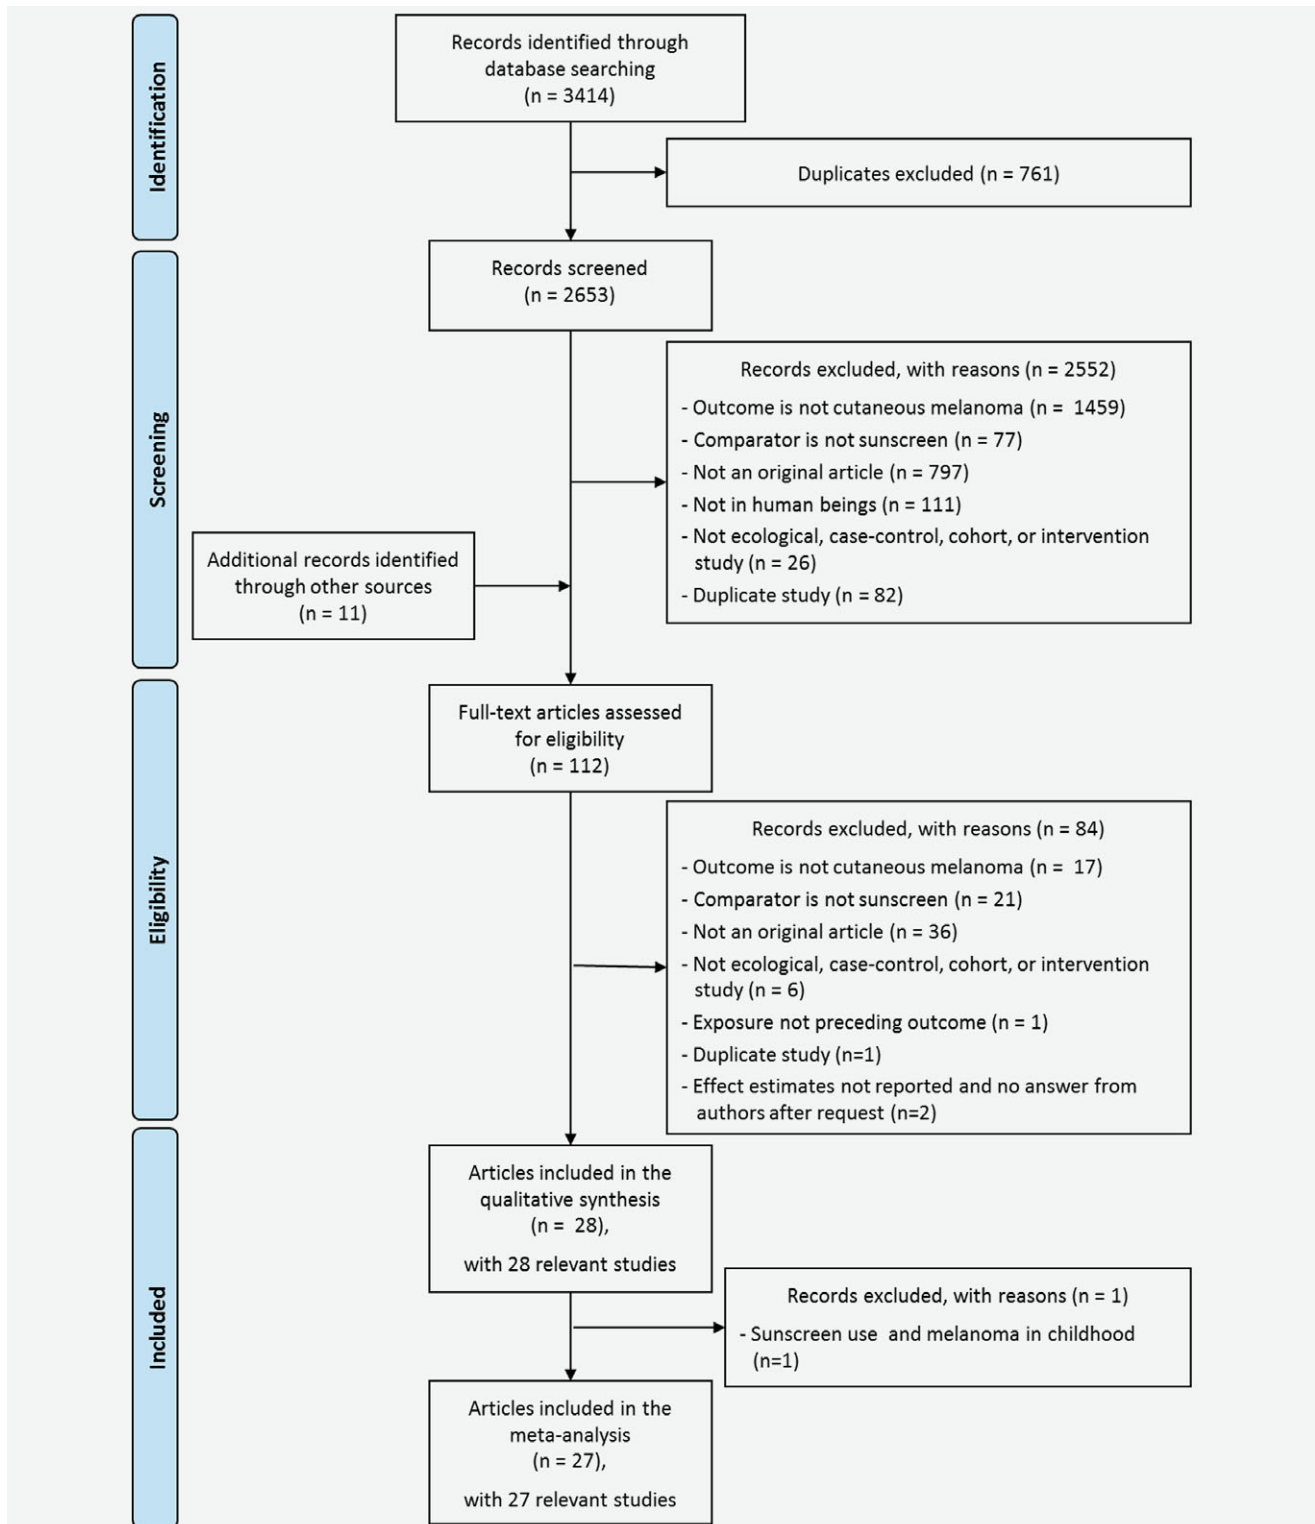 Identification
Records identified through
database searching
(n = 3414)
Duplicates excluded (n = 761)
Screening
Records screened
(n = 2653)
Records excluded, with reasons (n = 2552)
- Outcome is not cutaneous melanoma (n =  1459)
- Comparator is not sunscreen (n = 77)
- Not an original article (n = 797)
- Not in human beings (n = 111)
- Not ecological, case-control, cohort, or intervention
study (n = 26)
- Duplicate study (n = 82)
Additional records identified
through other sources
(n = 11)
Eligibility
Full-text articles assessed
for eligibility
(n = 112)
Records excluded, with reasons (n = 84)
- Outcome is not cutaneous melanoma (n =  17)
- Comparator is not sunscreen (n = 21)
- Not an original article (n = 36)
- Not ecological, case-control, cohort, or intervention
study (n = 6)
- Exposure not preceding outcome (n = 1)
- Duplicate study (n=1)
- Effect estimates not reported and no answer from
authors after request (n=2)
Included
Articles included in the
qualitative synthesis
(n =  28),
with 28 relevant studies
Records excluded, with reasons (n = 1)
- Sunscreen use  and melanoma in childhood
(n=1)
Articles included in the
meta-analysis
(n = 27),
with 27 relevant studies